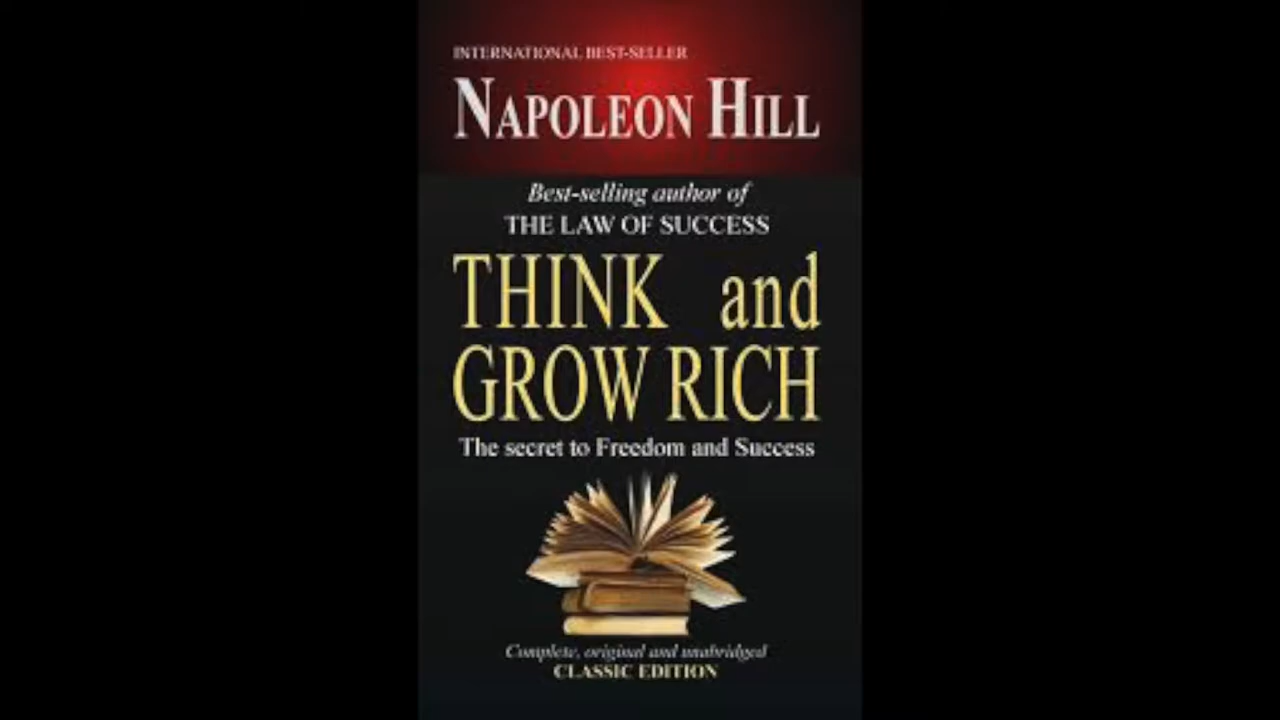 INTERNATIONAL BEST-SELLER
NAPOLEON HILL
Best-selling author of
THE LAW OF SUCCESS
THINK and
GROW RICH
The secret to Freedom and Success
Complete, original and unabridged
CLASSIC EDITION